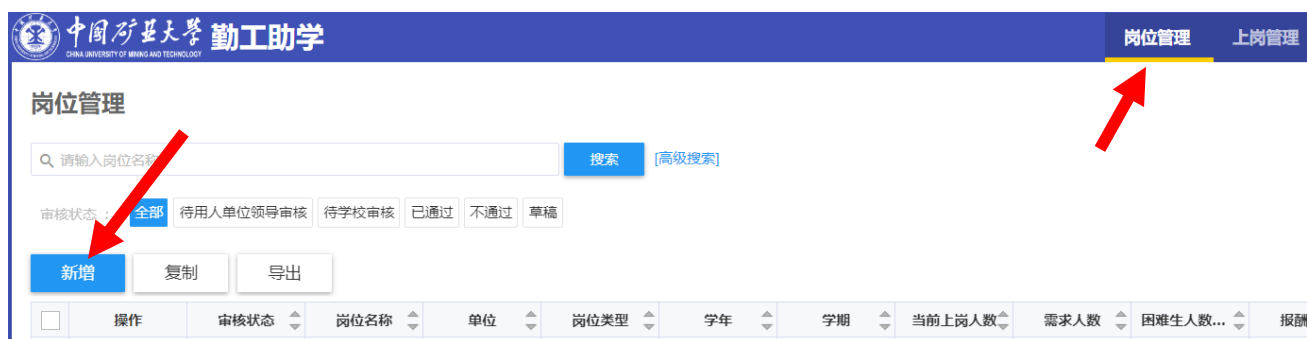 中国矿业大学 勤工助学 岗位管理 上岗管理
CHINA UNIVERSITY OF MINING AND TECHNOLOGY
岗位管理
请输入岗位名称 搜索 [高级搜索]
审核状态: 全部 待用人单位领导审核 待学校审核 已通过 不通过 草稿
新增 复制 导出
操作 审核状态 岗位名称 单位 岗位类型 学年 学期 当前上岗人数 需求人数 困难生人数... 报酬